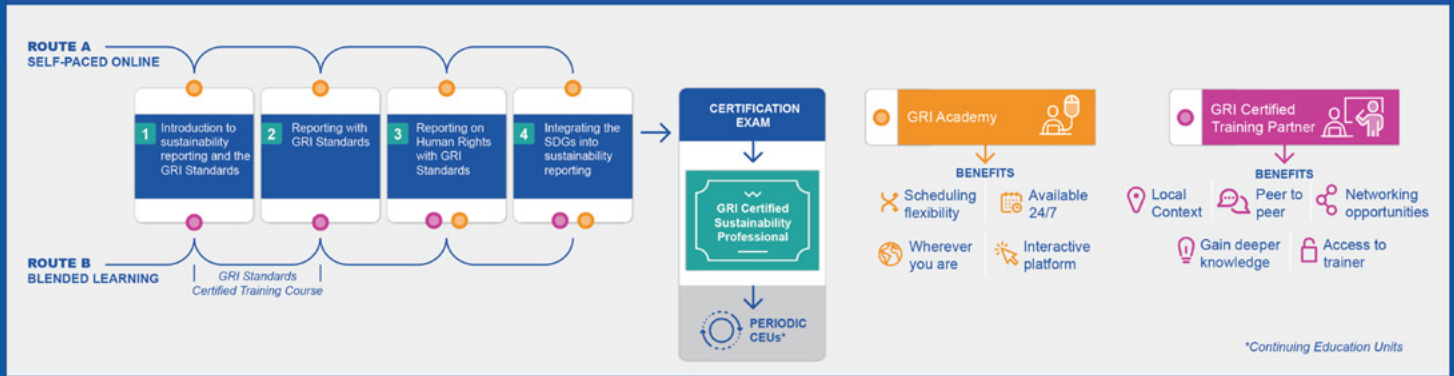 ROUTE A
SELF-PACED ONLINE
1
Introduction to
sustainability
reporting and the
GRI Standards
2
Reporting with
GRI Standards
3
Reporting on
Human Rights
with GRI
Standards
4
Integrating the
SDGs into
sustainability
reporting
ROUTE B
BLENDED LEARNING
GRI Standards
Certified Training Course
CERTIFICATION
EXAM
GRI Certified
Sustainability
Professional
PERIODIC
CEUs*
GRI Academy
BENEFITS
Scheduling
flexibility
Available
24/7
Wherever
you are
Interactive
platform
GRI Certified
Training Partner
BENEFITS
Local
Context
Peer to
peer
Networking
opportunities
Gain deeper
knowledge
Access to
trainer
*Continuing Education Units